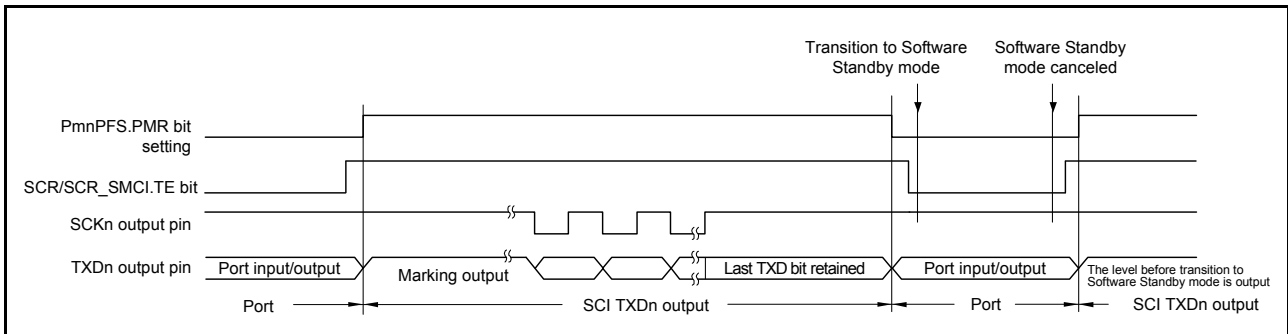 Transition to Software
Standby mode
Software Standby
mode canceled
PmnPFS.PMR bit
setting
SCR/SCR_SMCI.TE bit
SCKn output pin
TXDn output pin
Port input/output
Marking output
Last TXD bit retained
Port input/output
The level before transition to
Software Standby mode is output
Port
SCI TXDn output
Port
SCI TXDn output